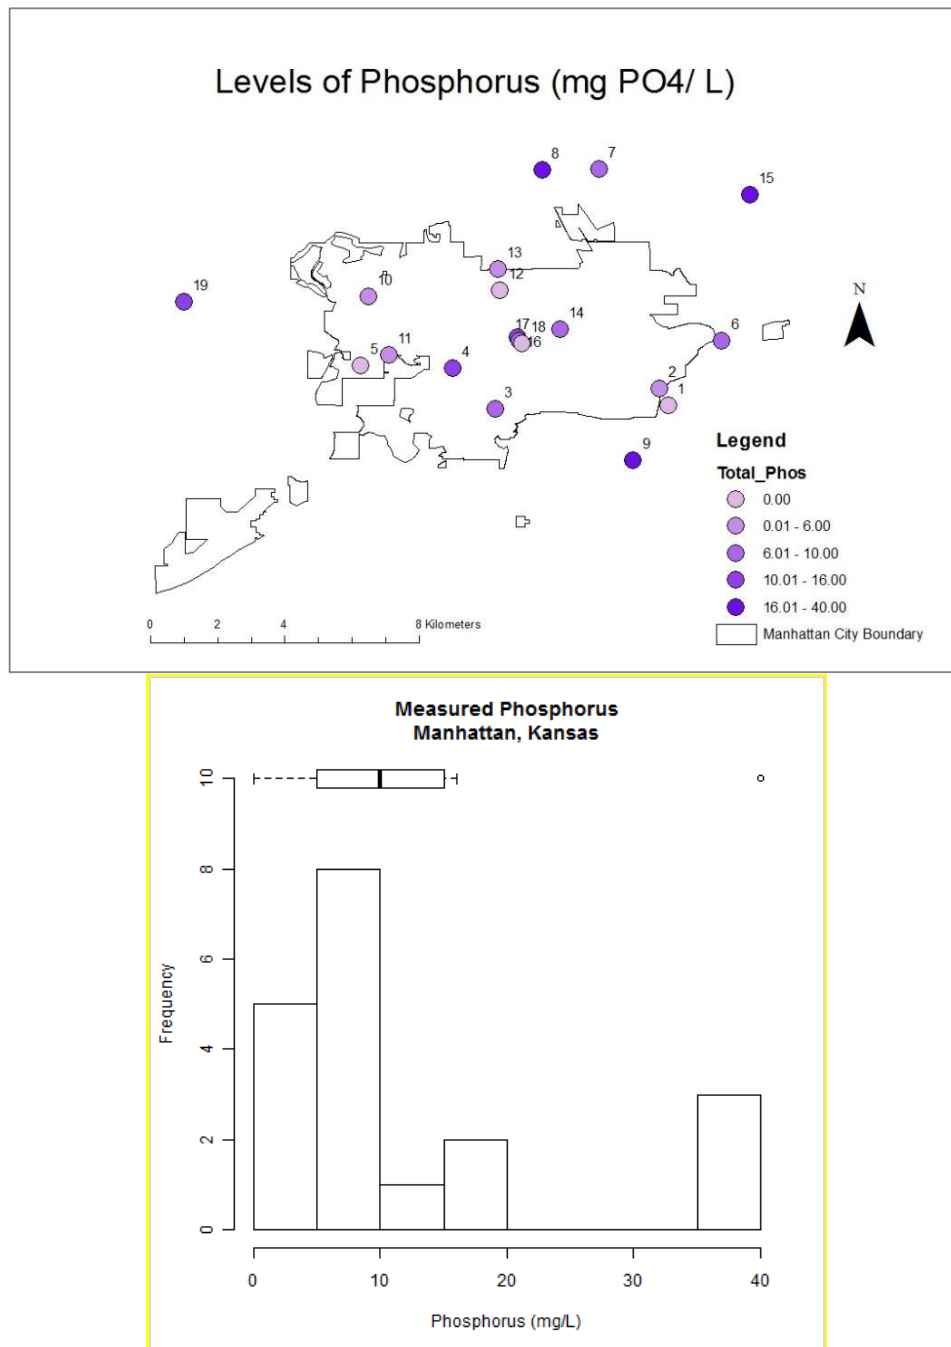 Levels of Phosphorus (mg PO4/ L)
8
7
15
13
12
10
19
17
18
14
16
6
11
5
4
2
1
3
9
N
Legend
Total_Phos
0.00
0.01 - 6.00
6.01 - 10.00
10.01 - 16.00
16.01 - 40.00
Manhattan City Boundary
0 2 4 8 Kilometers
Measured Phosphorus
Manhattan, Kansas
10
8
6
4
2
0
Frequency
0 10 20 30 40
Phosphorus (mg/L)